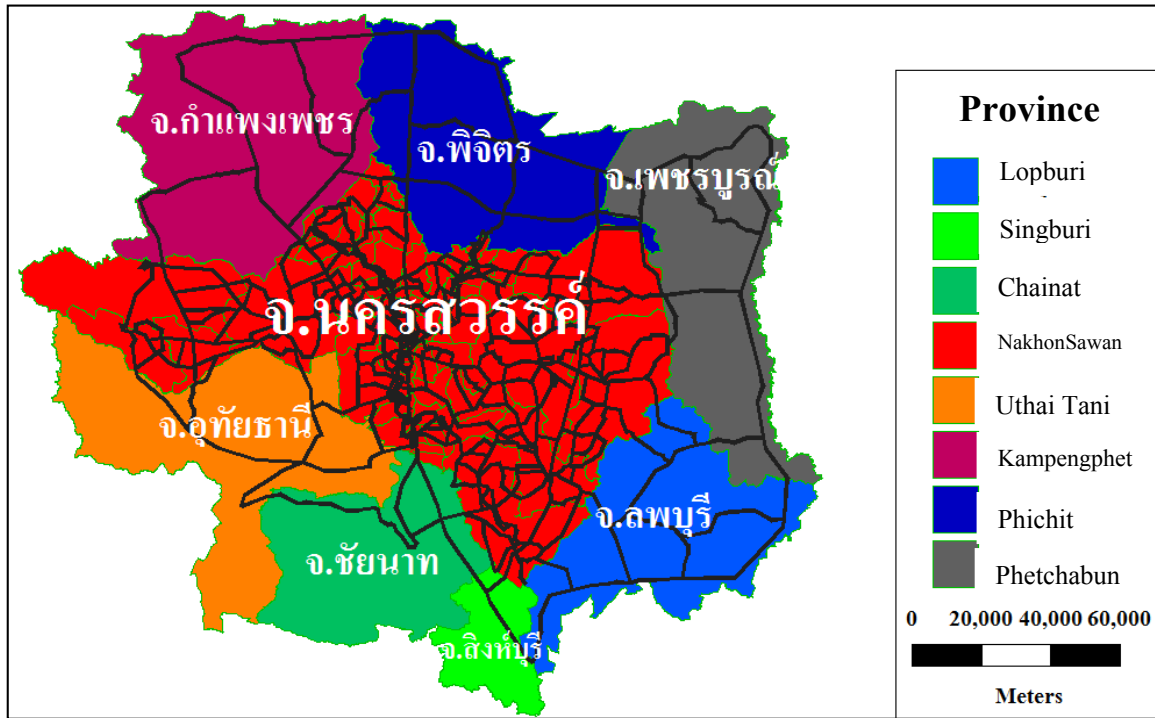 จ.กำแพงเพชร
จ.พิจิตร
จ.เพชรบูรณ์
จ.นครสวรรค์
จ.อุทัยธานี
จ.ลพบุรี
จ.ชัยนาท
จ.สิงห์บุรี
Province
Lopburi
Singburi
Chainat
NakhonSawan
Uthai Tani
Kampengphet
Phichit
Phetchabun
0 20,000 40,000 60,000
Meters